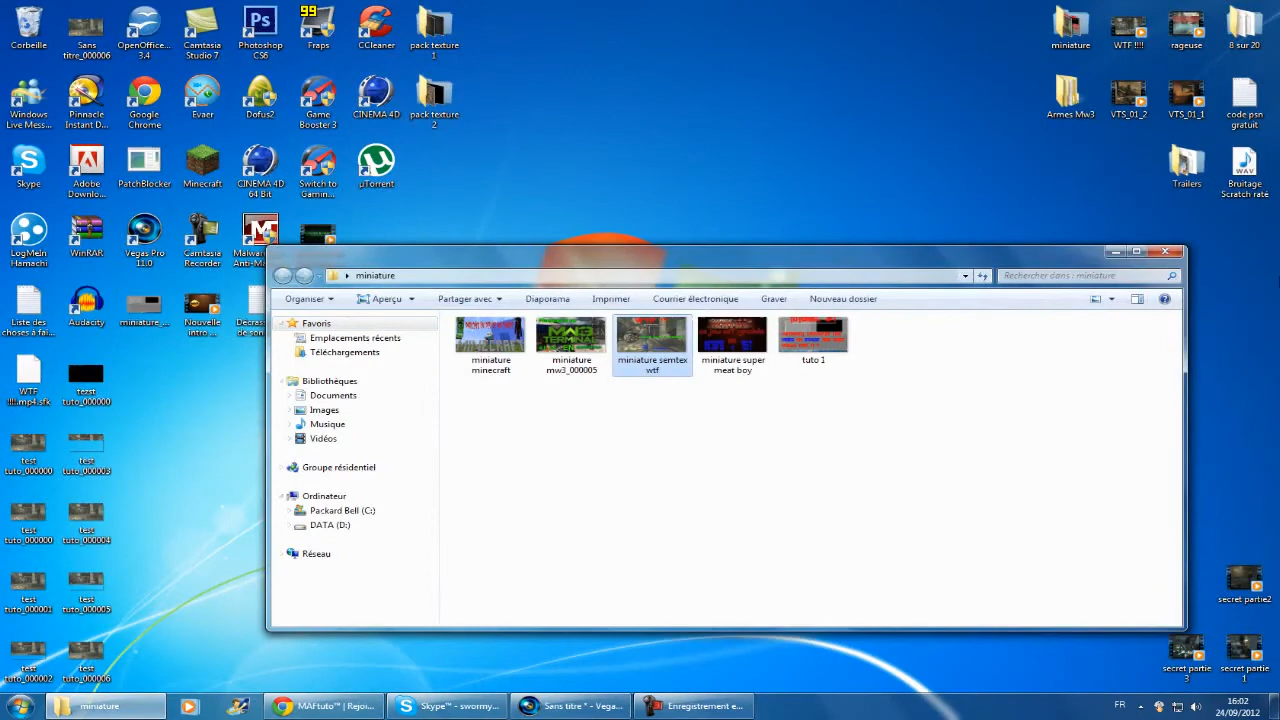 Corbeille
Sans
titre_000006
OpenOffice...
3.4
Camtasia
Studio 7
Ps
Photoshop
CS6
99
Fraps
CCleaner
pack texture
1
miniature
WTF !!!!
rageuse
8 sur 20
Windows
Live Mess...
Pinnacle
Instant D...
Google
Chrome
Evaer
Dofus2
Game
Booster 3
CINEMA 4D
pack texture
2
Armes Mw3
VTS_01_2
VTS_01_1
code psn
gratuit
Skype
Adobe
Downlo...
PatchBlocker
Minecraft
CINEMA 4D
64 Bit
Switch to
Gamin...
µTorrent
Trailers
WAV
Bruitage
Scratch raté
LogMeIn
Hamachi
WinRAR
Vegas Pro
11.0
Camtasia
Recorder
Malwar
Anti-Ma
Liste des
choses à fai...
Audacity
miniature_...
Nouvelle
intro ...
Decras
de son
WTF
!!!!.mp4.sfk
tezst
tuto_000000
test
tuto_000000
test
tuto_000003
test
tuto_000000
test
tuto_000004
test
tuto_000001
test
tuto_000005
test
tuto_000002
test
tuto_000006
miniature
Rechercher dans : miniature
Organiser
Aperçu
Partager avec
Diaporama
Imprimer
Courrier électronique
Graver
Nouveau dossier
Favoris
Emplacements récents
Téléchargements
Bibliothèques
Documents
Images
Musique
Vidéos
Groupe résidentiel
Ordinateur
Packard Bell (C:)
DATA (D:)
Réseau
MINECRAFT
miniature
minecraft
MW3
TERMINAL
miniature
mw3_000005
miniature semtex
wtf
miniature super
meat boy
tuto 1
secret partie2
secret partie
3
secret partie
1
miniature
MAFtuto™ | Rejoi...
Skype™ - swormy...
Sans titre * - Vega...
Enregistrement e...
FR
16:02
24/09/2012